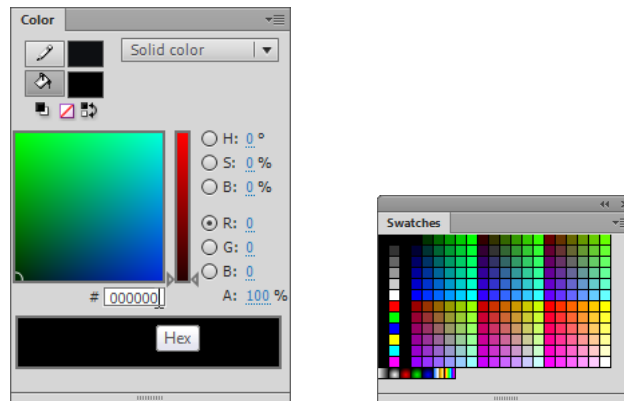 Color
Solid color
H: 0 °
S: 0 %
B: 0 %
R: 0
G: 0
B: 0
# 000000
A: 100 %
Hex
Swatches